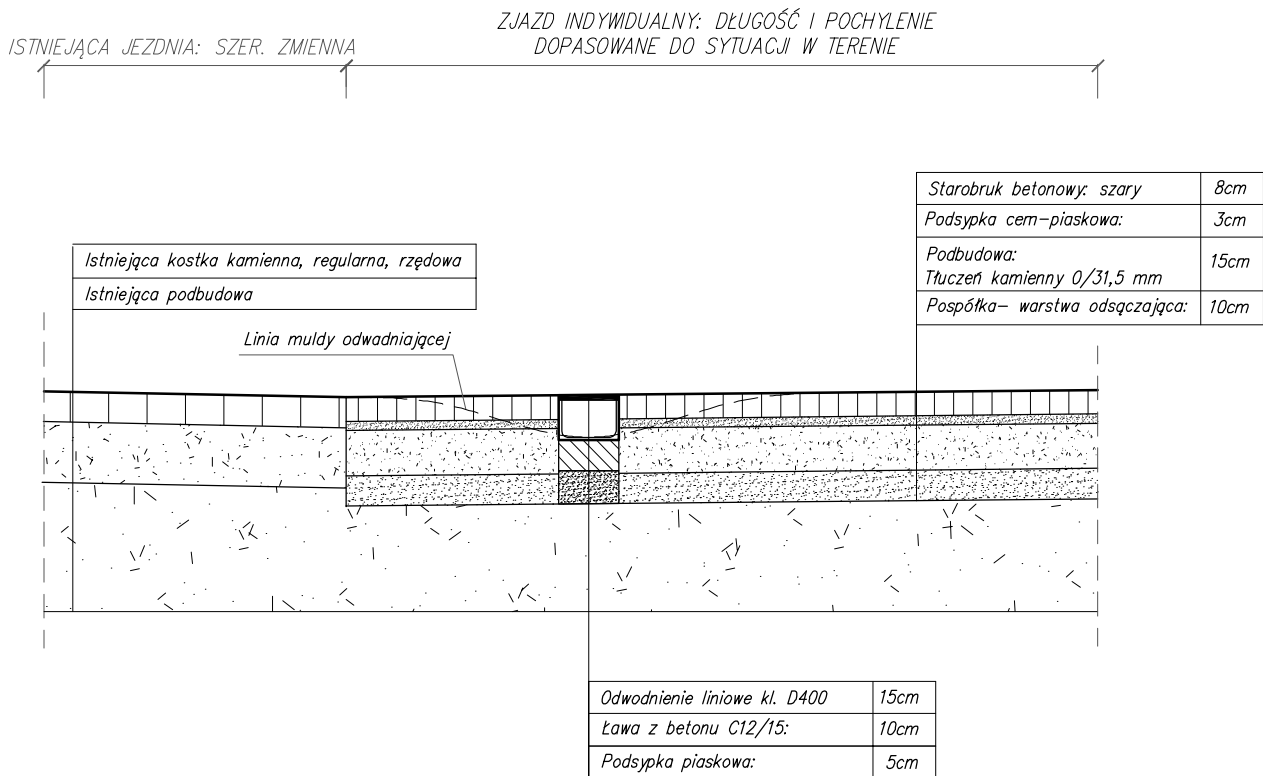 ZJAZD INDYWIDUALNY: DŁUGOŚĆ I POCHYLENIE
DOPASOWANE DO SYTUACJI W TERENIE
ISTNIEJĄCA JEZDNIA: SZER. ZMIENNA
Starobruk betonowy: szary 8cm
Podsypka cem-piaskowa: 3cm
Podbudowa:
Tłuczeń kamienny 0/31,5 mm 15cm
Pospółka- warstwa odsączająca: 10cm
Istniejąca kostka kamienna, regularna, rzędowa
Istniejąca podbudowa
Linia muldy odwadniającej
Odwodnienie liniowe kl. D400 15cm
Ława z betonu C12/15: 10cm
Podsypka piaskowa: 5cm